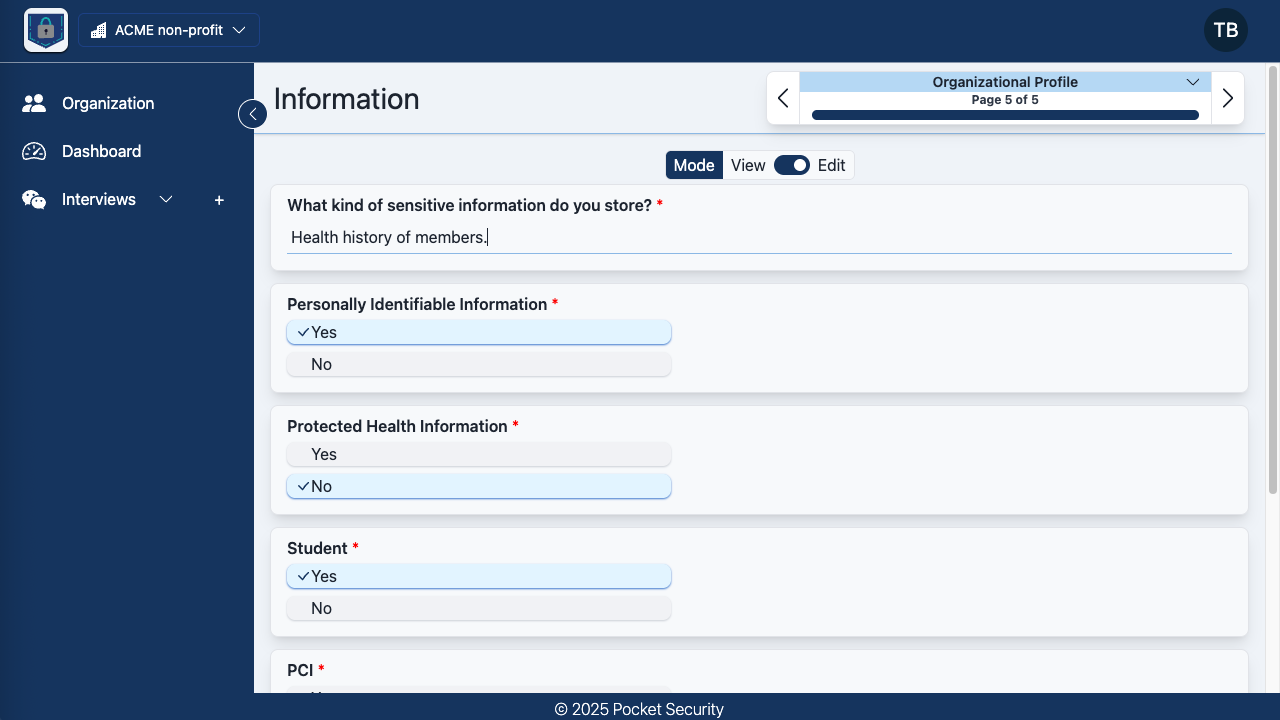 ACME non-profit
TB
Organization
Dashboard
Interviews
+
Information
Organizational Profile
Page 5 of 5
Mode View Edit
What kind of sensitive information do you store? *
Health history of members.
Personally Identifiable Information *
Yes
No
Protected Health Information *
Yes
No
Student *
Yes
No
PCI *
© 2025 Pocket Security